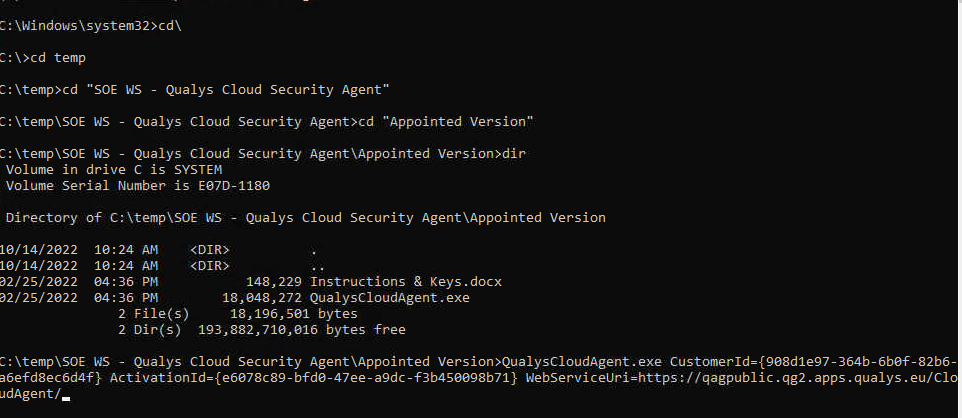 C:\Windows\system32>cd\
C:\>cd temp
C:\temp>cd "SOE WS - Qualys Cloud Security Agent"
C:\temp\SOE WS - Qualys Cloud Security Agent>cd "Appointed Version"
C:\temp\SOE WS - Qualys Cloud Security Agent\Appointed Version>dir
Volume in drive C is SYSTEM
Volume Serial Number is E07D-1180
Directory of C:\temp\SOE WS - Qualys Cloud Security Agent\Appointed Version
10/14/2022 10:24 AM <DIR> .
10/14/2022 10:24 AM <DIR> ..
02/25/2022 04:36 PM 148,229 Instructions & Keys.docx
02/25/2022 04:36 PM 18,048,272 QualysCloudAgent.exe
2 File(s) 18,196,501 bytes
2 Dir(s) 193,882,710,016 bytes free
C:\temp\SOE WS - Qualys Cloud Security Agent\Appointed Version>QualysCloudAgent.exe CustomerId={908d1e97-364b-6b0f-82b6-
a6efd8ec6d4f} ActivationId={e6078c89-bfd0-47ee-a9dc-f3b450098b71} WebServiceUri=https://qagpublic.qg2.apps.qualys.eu/Clo
udAgent/